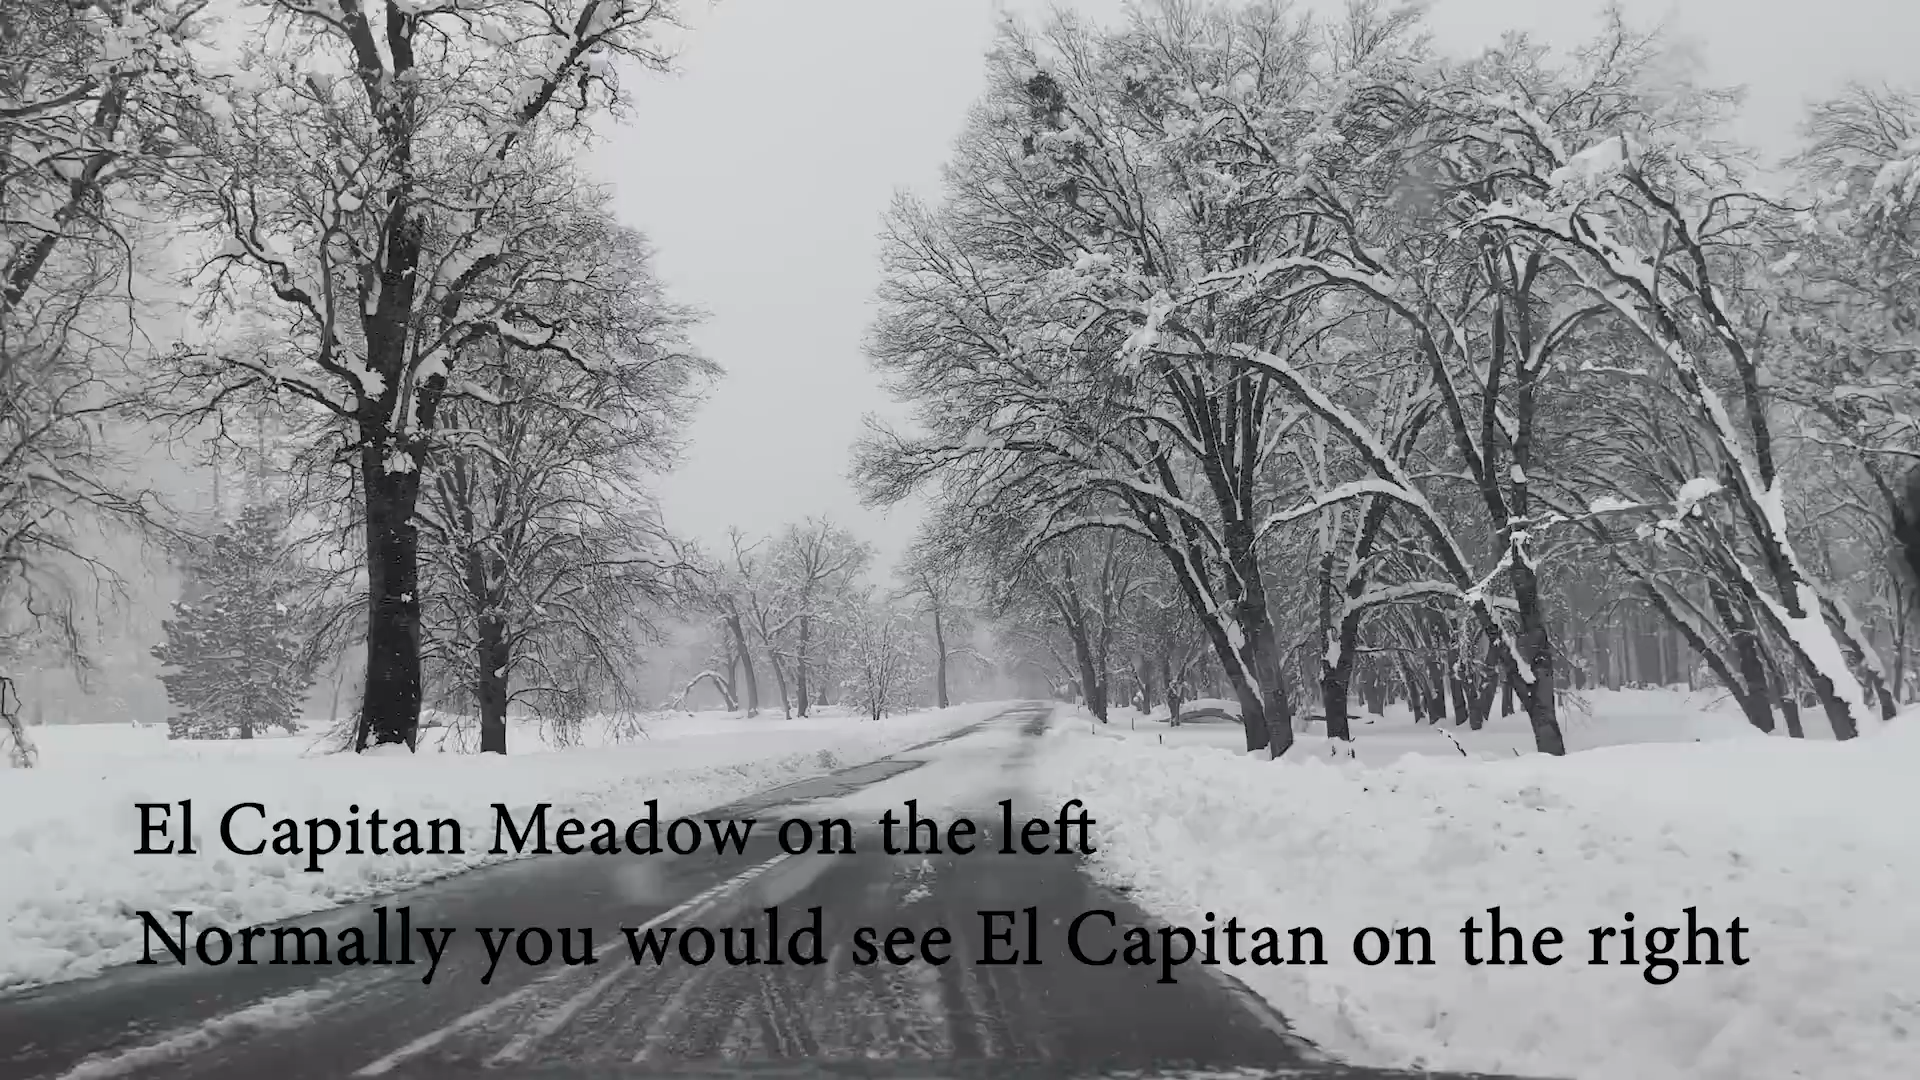 El Capitan Meadow on the left
Normally you would see El Capitan on the right